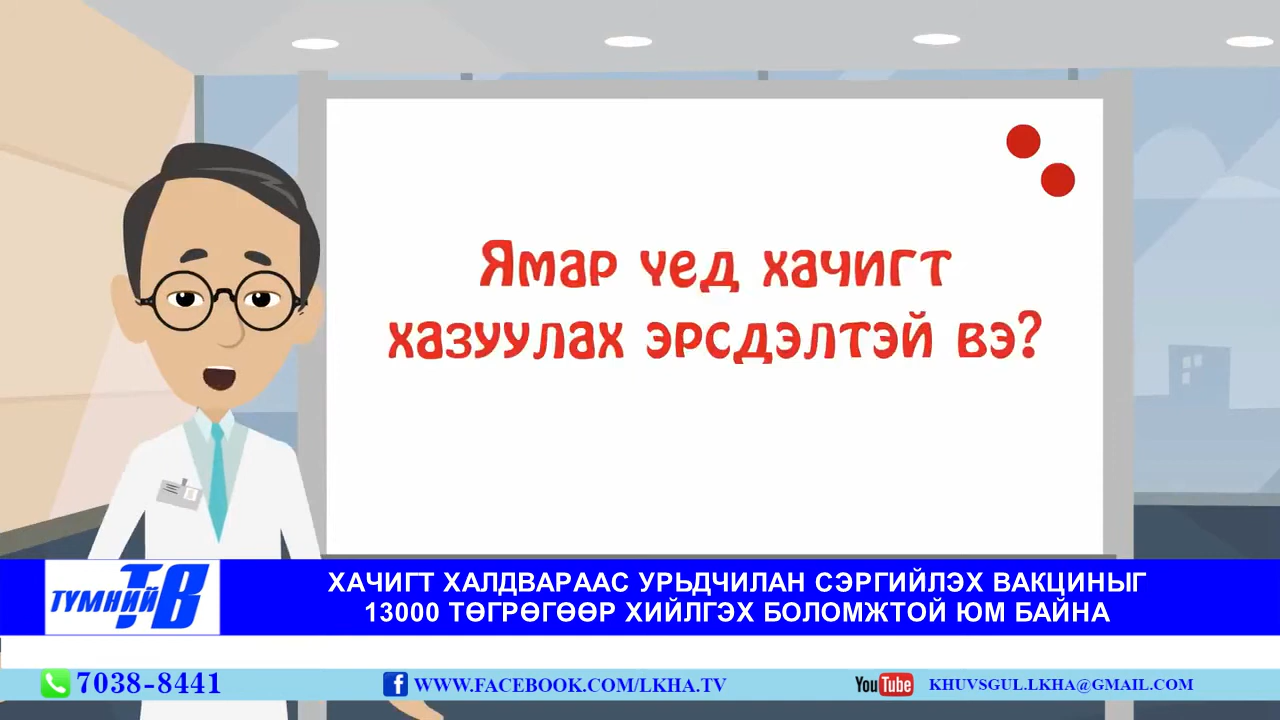 Ямар үед хачигт
хазуулах эрсдэлтэй вэ?
ТҮМНИЙ ТВ
ХАЧИГТ ХАЛДВАРААС УРЬДЧИЛАН СЭРГИЙЛЭХ ВАКЦИНЫГ
13000 ТӨГРӨГӨӨР ХИЙЛГЭХ БОЛОМЖТОЙ ЮМ БАЙНА
7038-8441
WWW.FACEBOOK.COM/LKHA.TV
YouTube KHUVSGUL.LKHA@GMAIL.COM